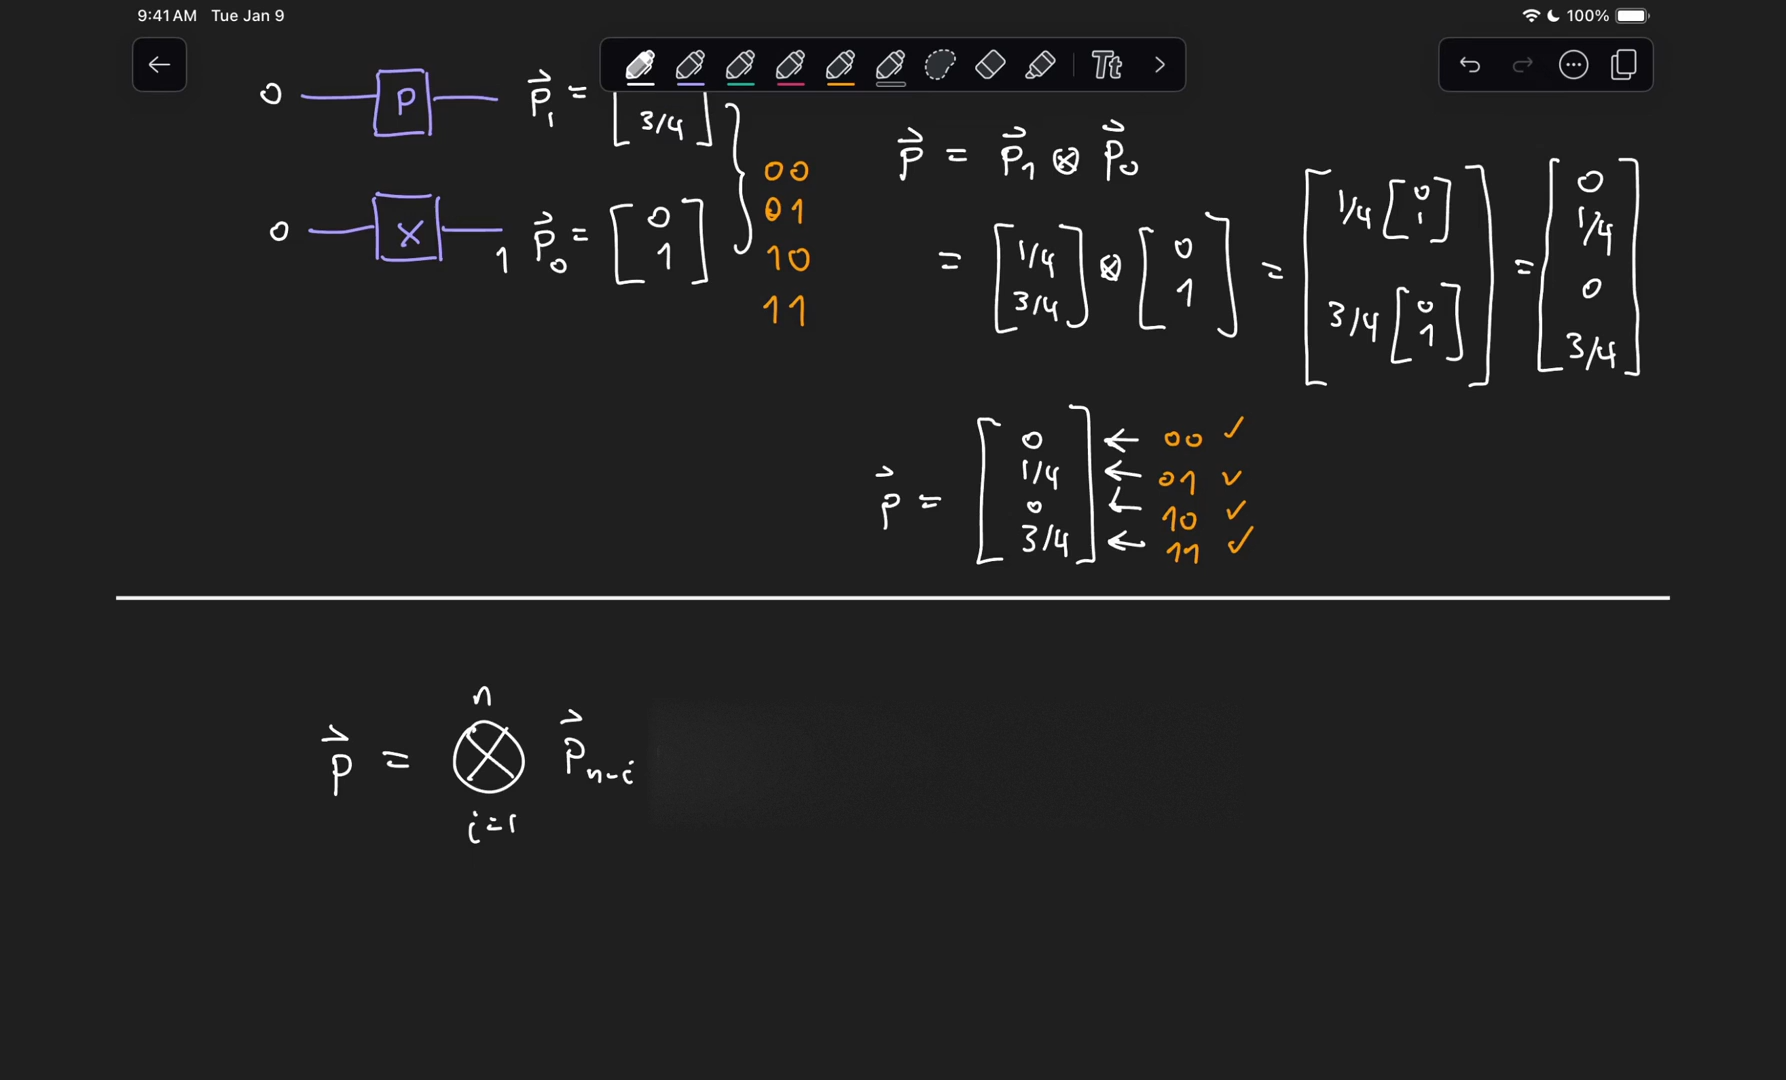 9:41 AM Tue Jan 9
100%
Tt
0 P p⃗₁ = [ 3/4 ]
0 X 1 p⃗₀ = [ 0 1 ]
00
01
10
11
p⃗ = p⃗₁ ⊗ p⃗₀
= [ 1/4 3/4 ] ⊗ [ 0 1 ] = [ 1/4 [ 0 1 ] 3/4 [ 0 1 ] ] = [ 0 1/4 0 3/4 ]
p⃗ = [ 0 1/4 0 3/4 ]
← 00 ✓
← 01 ✓
← 10 ✓
← 11 ✓
n
p⃗ = ⊗ p⃗ₙ₋ᵢ
i=1